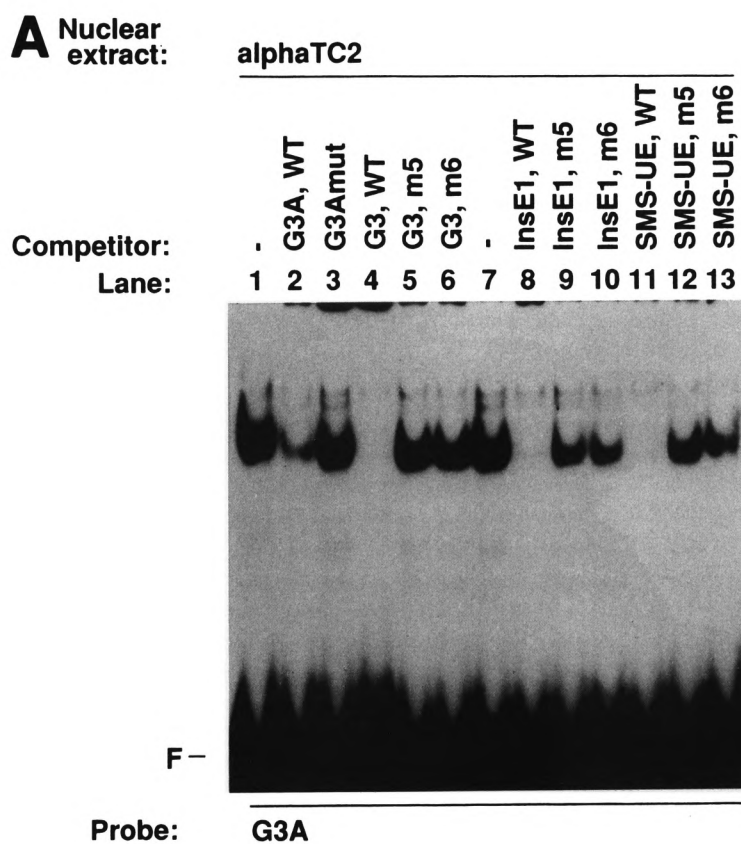 A Nuclear
extract: alphaTC2
Competitor: - G3A, WT G3Amut G3, WT G3, m5 G3, m6 - InsE1, WT InsE1, m5 InsE1, m6 SMS-UE, WT SMS-UE, m5 SMS-UE, m6
Lane: 1 2 3 4 5 6 7 8 9 10 11 12 13
F –
Probe: G3A